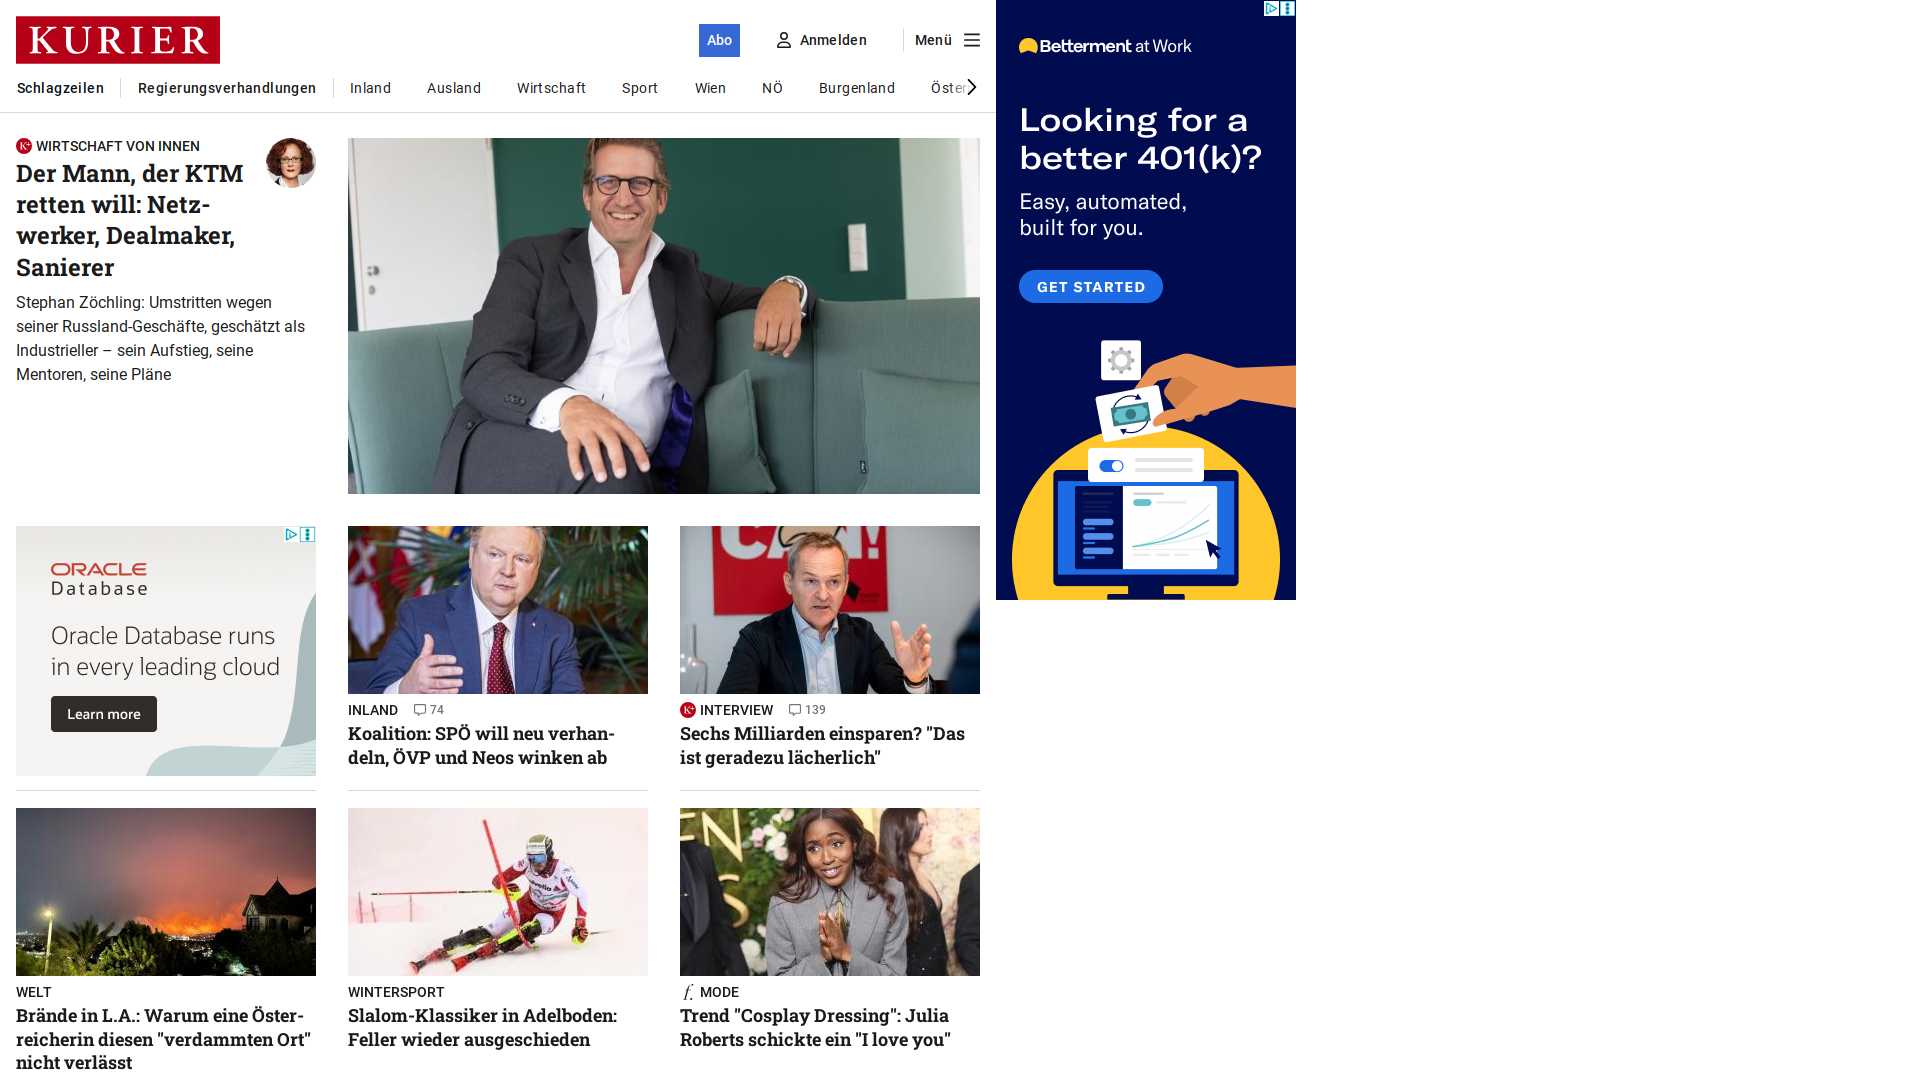 KURIER
Abo
Anmelden
Menü
Schlagzeilen
Regierungsverhandlungen
Inland
Ausland
Wirtschaft
Sport
Wien
NÖ
Burgenland
Öster
WIRTSCHAFT VON INNEN
Der Mann, der KTM
retten will: Netz-
werker, Dealmaker,
Sanierer
Stephan Zöchling: Umstritten wegen
seiner Russland-Geschäfte, geschätzt als
Industrieller – sein Aufstieg, seine
Mentoren, seine Pläne
Betterment at Work
Looking for a
better 401(k)?
Easy, automated,
built for you.
GET STARTED
ORACLE
Database
Oracle Database runs
in every leading cloud
Learn more
INLAND 74
Koalition: SPÖ will neu verhan-
deln, ÖVP und Neos winken ab
INTERVIEW 139
Sechs Milliarden einsparen? "Das
ist geradezu lächerlich"
WELT
Brände in L.A.: Warum eine Öster-
reicherin diesen "verdammten Ort"
nicht verlässt
WINTERSPORT
Slalom-Klassiker in Adelboden:
Feller wieder ausgeschieden
f. MODE
Trend "Cosplay Dressing": Julia
Roberts schickte ein "I love you"